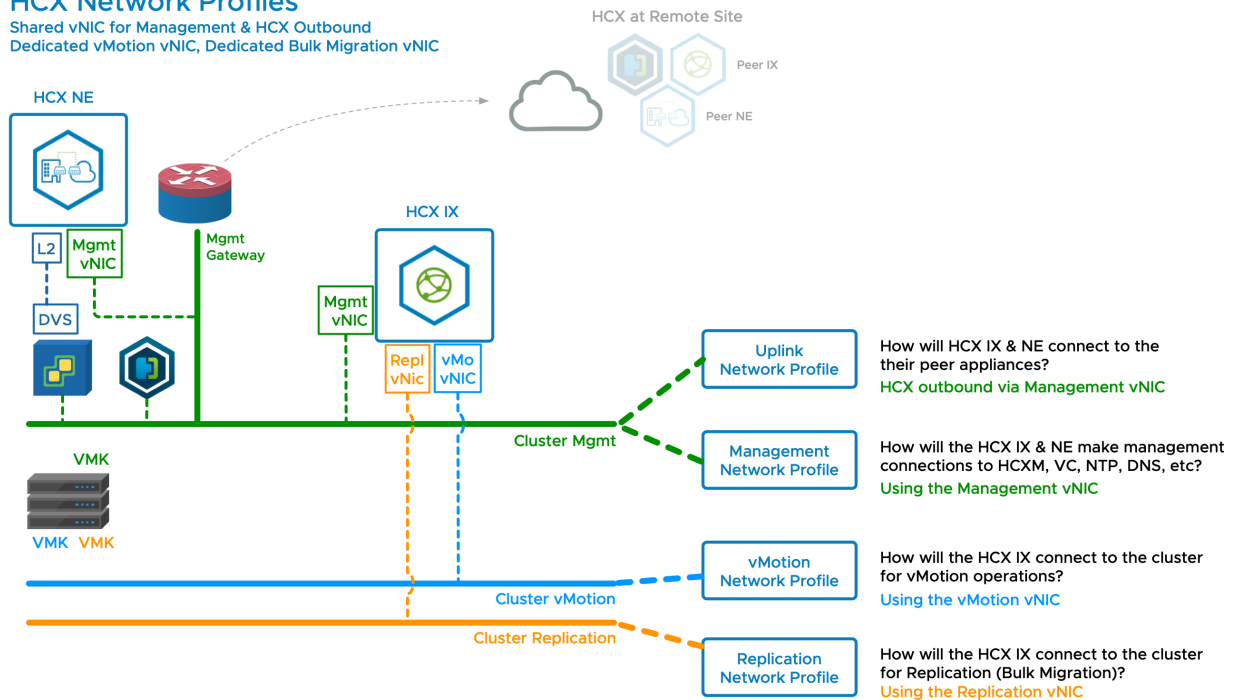 HCX Network Profiles
Shared vNIC for Management & HCX Outbound
Dedicated vMotion vNIC, Dedicated Bulk Migration vNIC
HCX at Remote Site
Peer IX
Peer NE
HCX NE
L2
Mgmt
vNIC
DVS
Mgmt
Gateway
HCX IX
Mgmt
vNIC
Repl
vNic
vMo
vNIC
Cluster Mgmt
Uplink
Network Profile
How will HCX IX & NE connect to the
their peer appliances?
HCX outbound via Management vNIC
Management
Network Profile
How will the HCX IX & NE make management
connections to HCXM, VC, NTP, DNS, etc?
Using the Management vNIC
VMK
VMK
VMK
Cluster vMotion
vMotion
Network Profile
How will the HCX IX connect to the cluster
for vMotion operations?
Using the vMotion vNIC
Cluster Replication
Replication
Network Profile
How will the HCX IX connect to the cluster
for Replication (Bulk Migration)?
Using the Replication vNIC